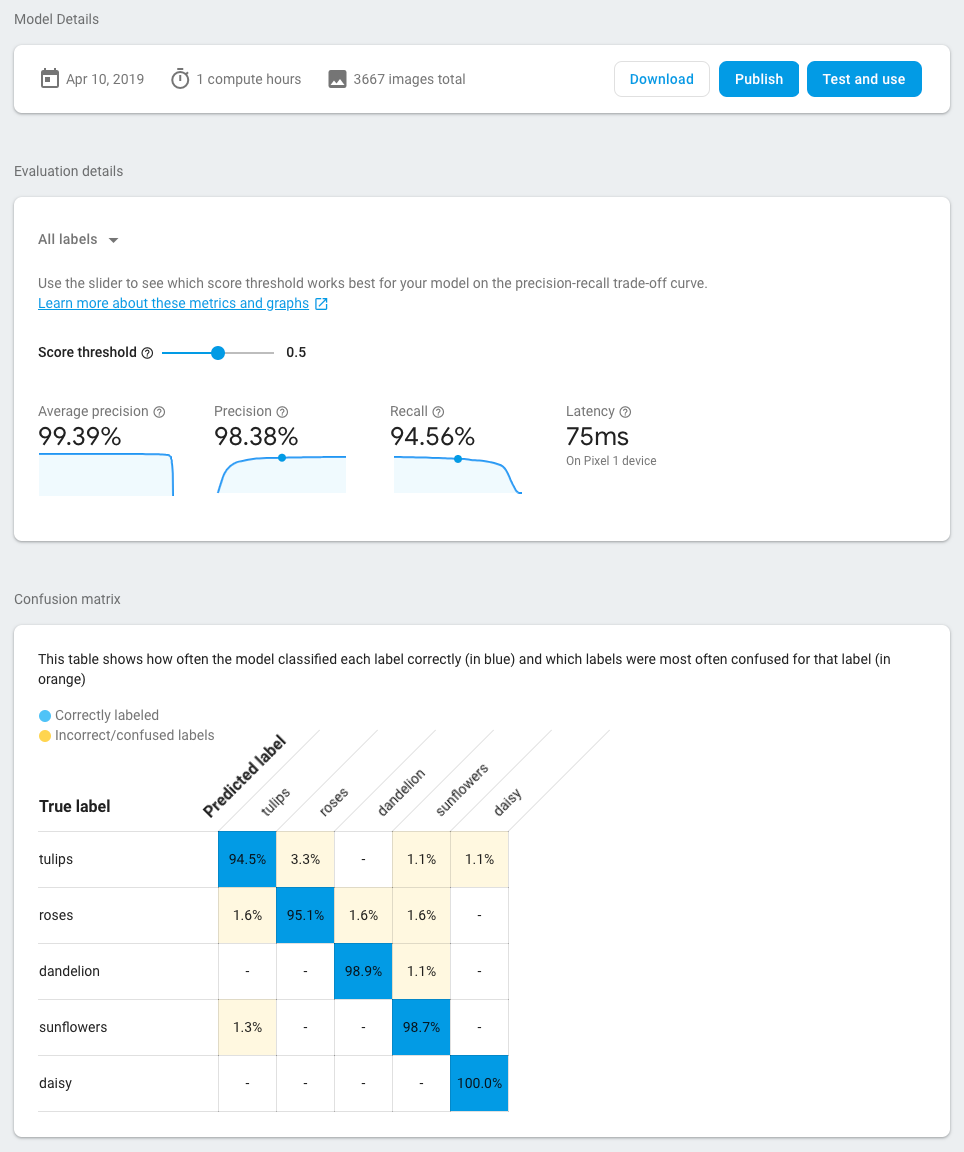 Model Details
Apr 10, 2019 1 compute hours 3667 images total Download Publish Test and use
Evaluation details
All labels
Use the slider to see which score threshold works best for your model on the precision-recall trade-off curve.
Learn more about these metrics and graphs
Score threshold 0.5
Average precision Precision Recall Latency
99.39% 98.38% 94.56% 75ms
On Pixel 1 device
Confusion matrix
This table shows how often the model classified each label correctly (in blue) and which labels were most often confused for that label (in
orange)
Correctly labeled
Incorrect/confused labels
True label Predicted label tulips roses dandelion sunflowers daisy
tulips 94.5% 3.3% - 1.1% 1.1%
roses 1.6% 95.1% 1.6% 1.6% -
dandelion - - 98.9% 1.1% -
sunflowers 1.3% - - 98.7% -
daisy - - - - 100.0%